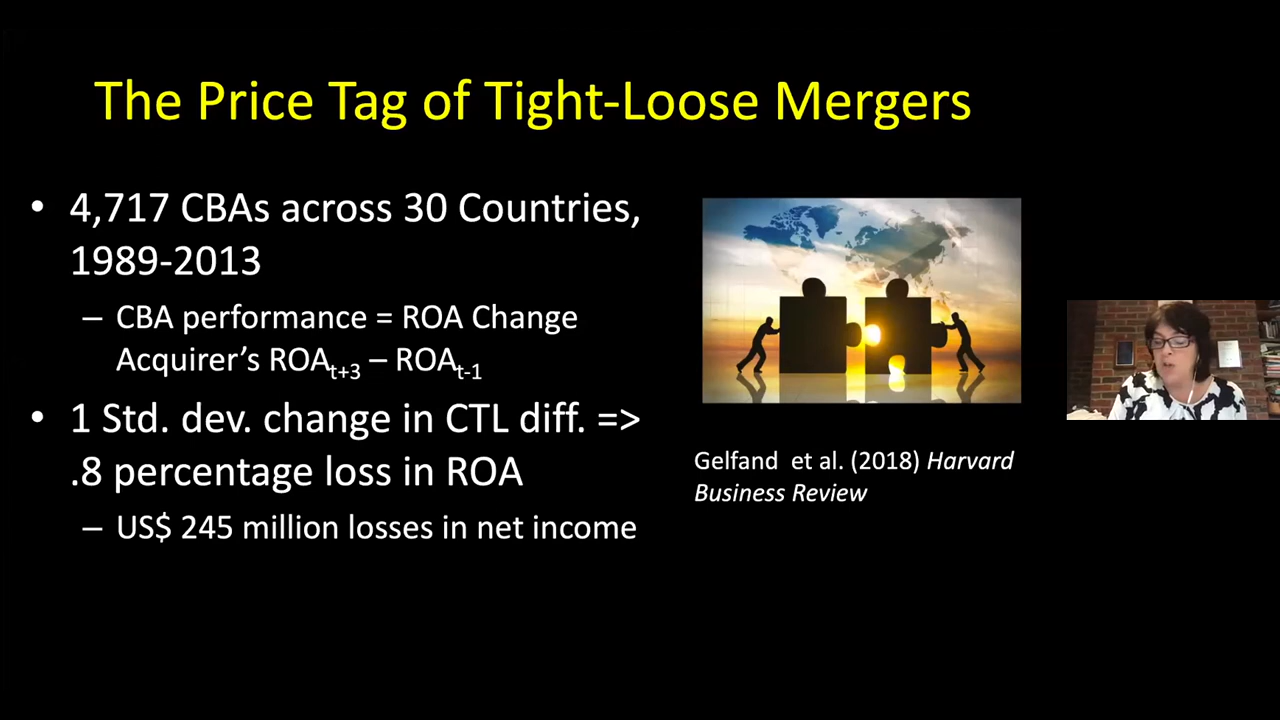 The Price Tag of Tight-Loose Mergers
• 4,717 CBAs across 30 Countries,
1989-2013
– CBA performance = ROA Change
Acquirer’s ROAt+3 – ROAt-1
• 1 Std. dev. change in CTL diff. =>
.8 percentage loss in ROA
– US$ 245 million losses in net income
Gelfand et al. (2018) Harvard
Business Review